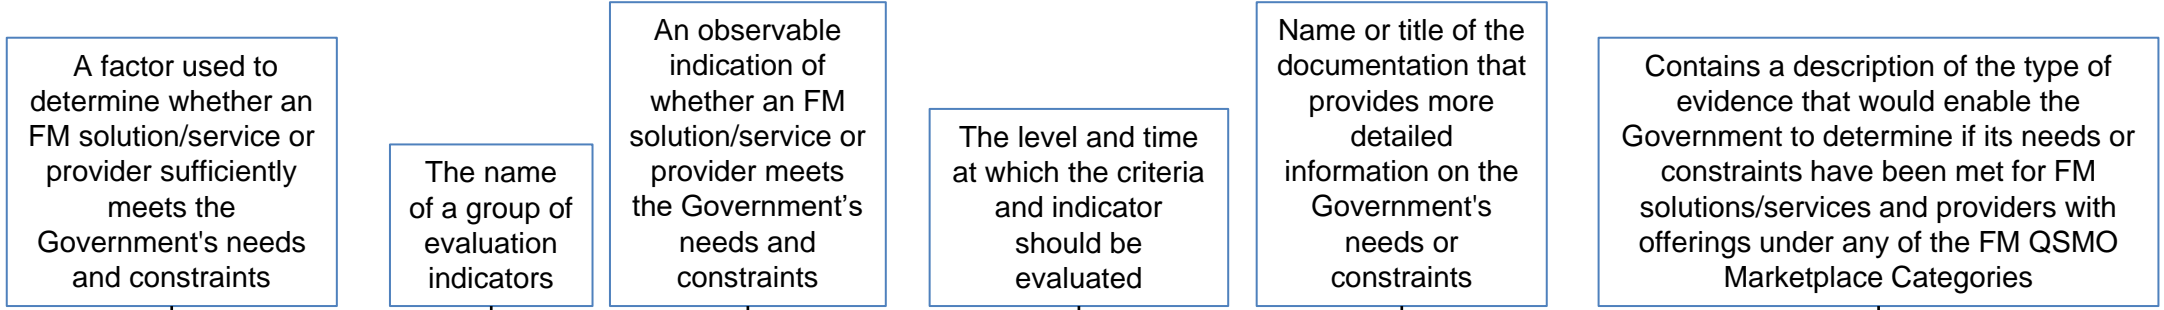 A factor used to
determine whether an
FM solution/service or
provider sufficiently
meets the
Government's needs
and constraints
The name
of a group of
evaluation
indicators
An observable
indication of
whether an FM
solution/service or
provider meets
the Government’s
needs and
constraints
The level and time
at which the criteria
and indicator
should be
evaluated
Name or title of the
documentation that
provides more
detailed
information on the
Government's
needs or
constraints
Contains a description of the type of
evidence that would enable the
Government to determine if its needs or
constraints have been met for FM
solutions/services and providers with
offerings under any of the FM QSMO
Marketplace Categories